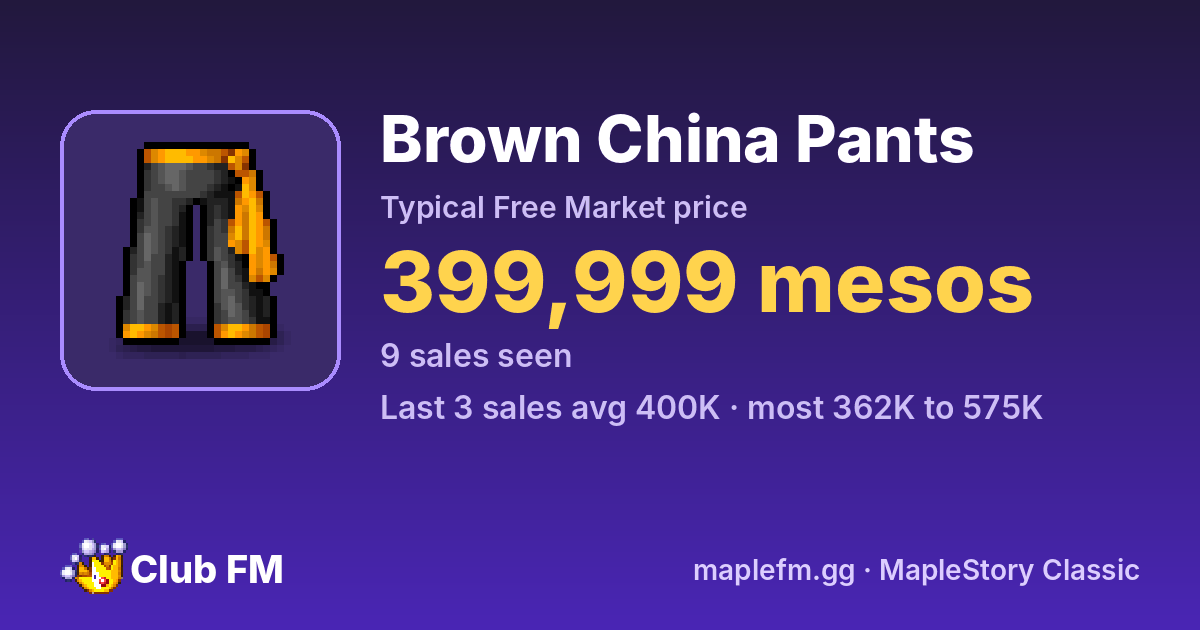 Brown China Pants
Typical Free Market price
399,999 mesos
9 sales seen
Last 3 sales avg 400K · most 362K to 575K
Club FM
maplefm.gg · MapleStory Classic